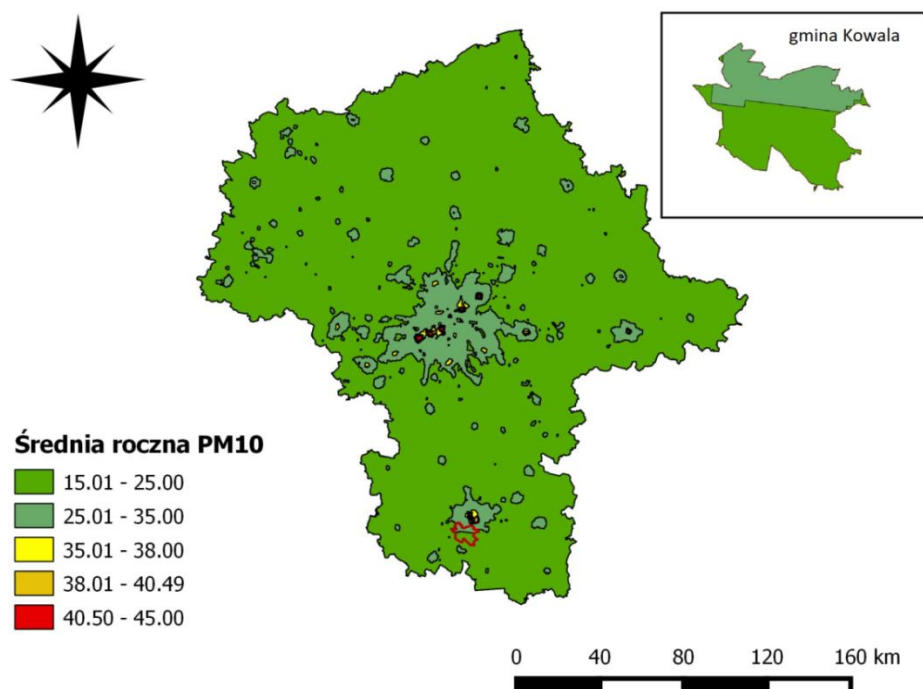 gmina Kowala
Średnia roczna PM10
15.01 - 25.00
25.01 - 35.00
35.01 - 38.00
38.01 - 40.49
40.50 - 45.00
0 40 80 120 160 km